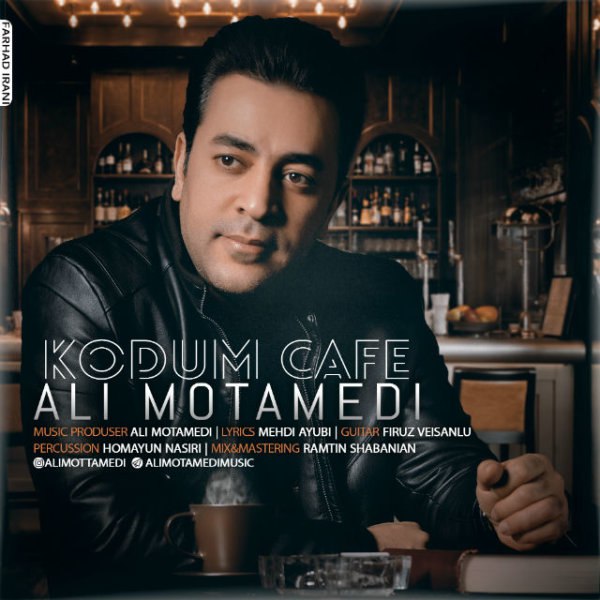 FARHAD IRANI
KODUM CAFE
ALI MOTAMEDI
MUSIC PRODUSER ALI MOTAMEDI | LYRICS MEHDI AYUBI | GUITAR FIRUZ VEISANLU |
PERCUSSION HOMAYUN NASIRI | MIX&MASTERING RAMTIN SHABANIAN
@ALIMOTTAMEDI ALIMOTAMEDIMUSIC